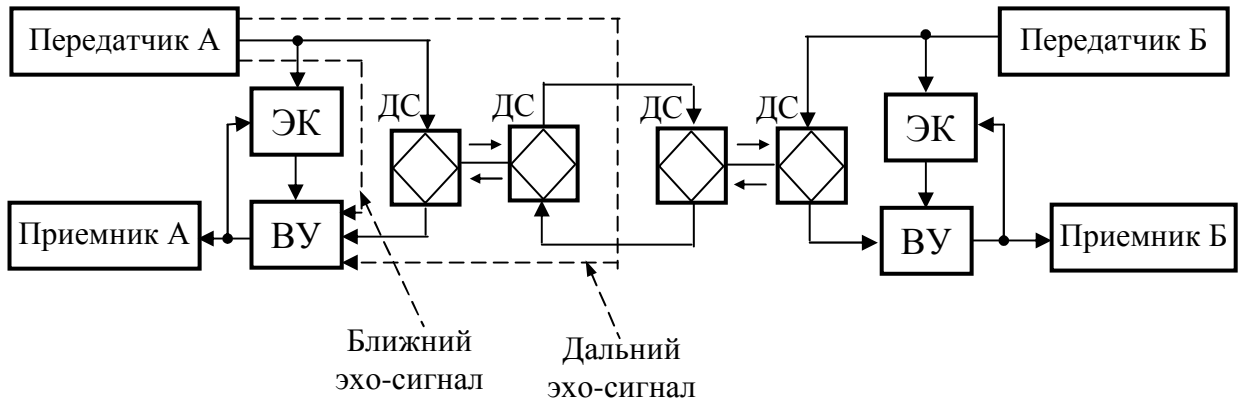 Передатчик А
Передатчик Б
ДС
ДС
ДС
ДС
ЭК
ЭК
Приемник А
ВУ
ВУ
Приемник Б
Ближний
эхо-сигнал
Дальний
эхо-сигнал